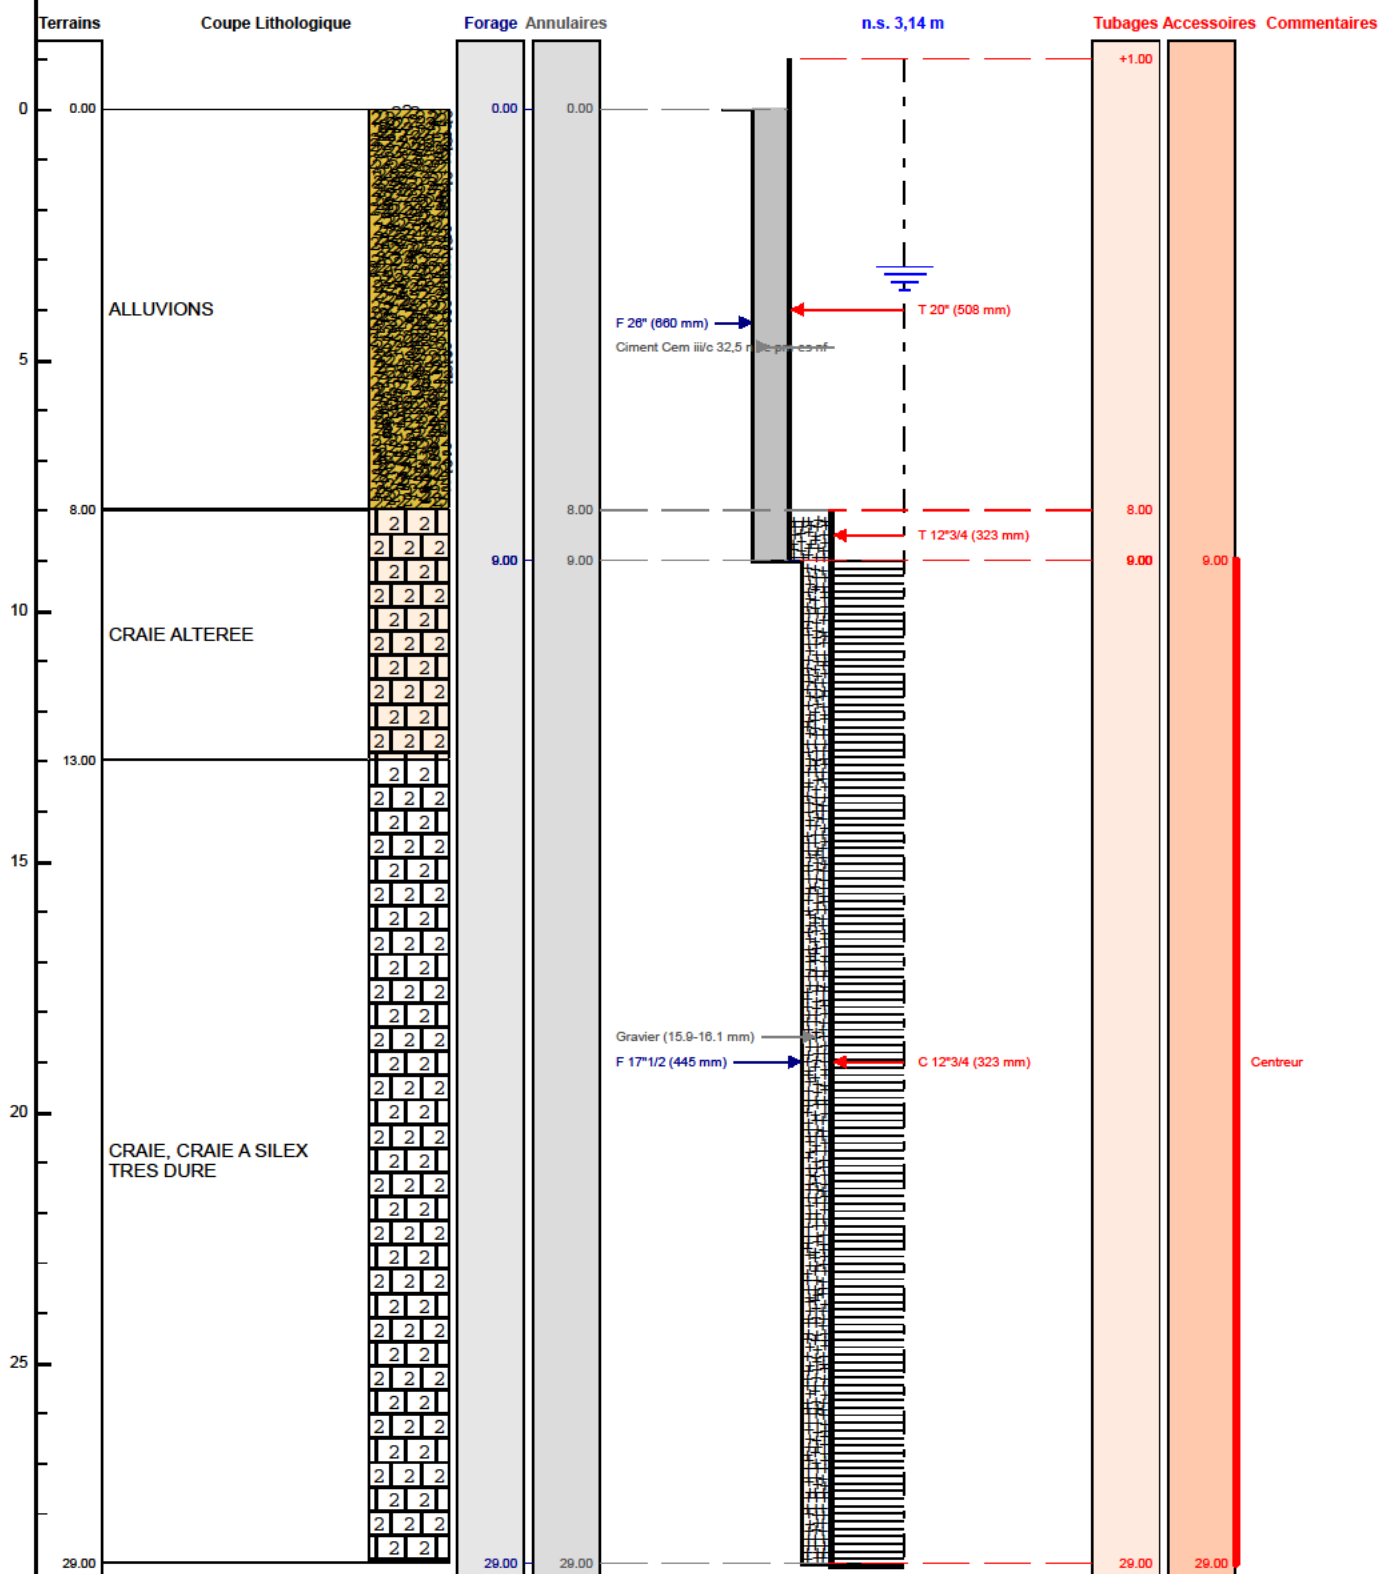 Terrains Coupe Lithologique Forage Annulaires n.s. 3,14 m Tubages Accessoires Commentaires
+1.00
0 0.00 0.00 0.00
ALLUVIONS
T 20" (508 mm)
F 26" (660 mm)
Ciment Cem iii/c 32,5
5
8.00 8.00 8.00
T 12"3/4 (323 mm)
9.00 9.00 9.00 9.00
10
CRAIE ALTEREE
13.00
15
Gravier (15.9-16.1 mm)
F 17"1/2 (445 mm) C 12"3/4 (323 mm) Centreur
20
CRAIE, CRAIE A SILEX
TRES DURE
25
29.00 29.00 29.00 29.00 29.00